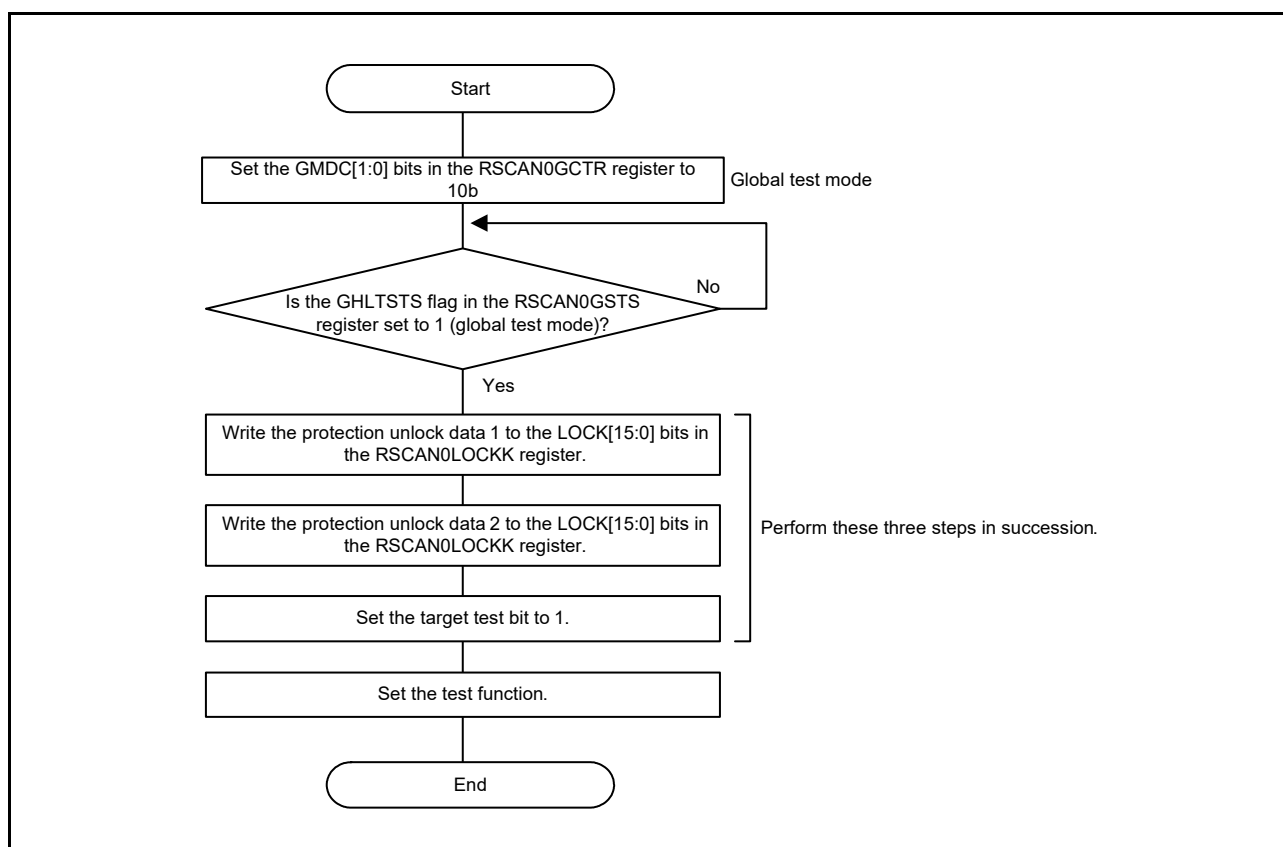 Start
Set the GMDC[1:0] bits in the RSCAN0GCTR register to
10b
Global test mode
No
Is the GHLTSTS flag in the RSCAN0GSTS
register set to 1 (global test mode)?
Yes
Write the protection unlock data 1 to the LOCK[15:0] bits in
the RSCAN0LOCKK register.
Write the protection unlock data 2 to the LOCK[15:0] bits in
the RSCAN0LOCKK register.
Perform these three steps in succession.
Set the target test bit to 1.
Set the test function.
End